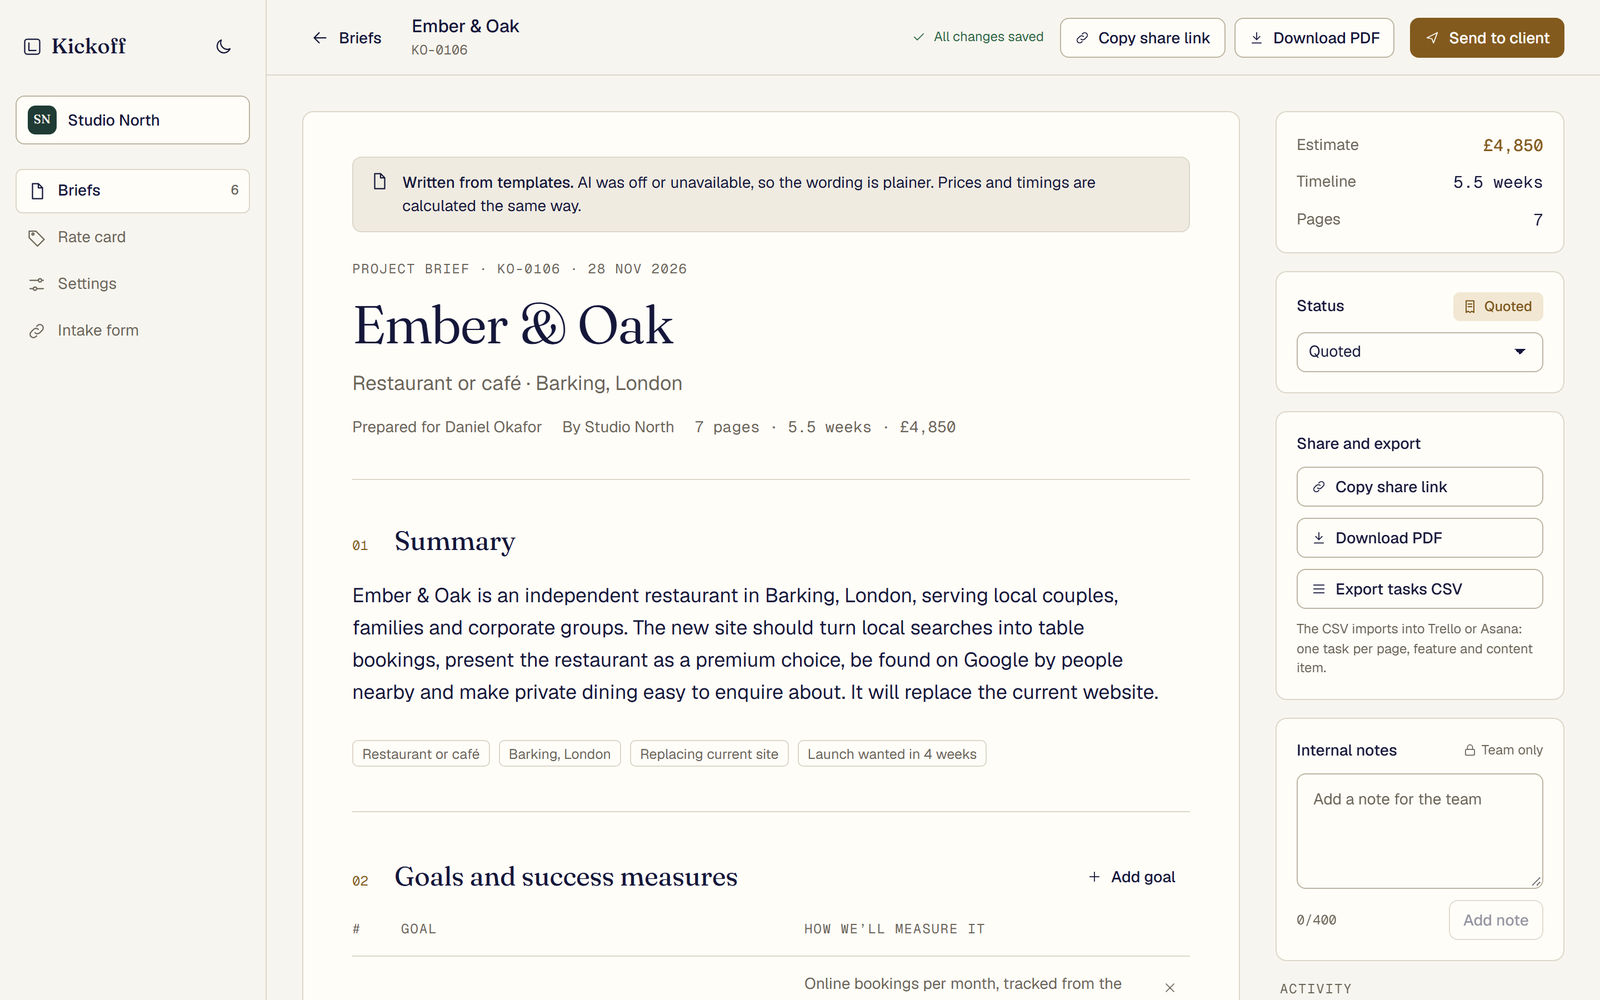 Kickoff
SN Studio North
Briefs 6
Rate card
Settings
Intake form
Briefs
Ember & Oak
KO-0106
All changes saved
Copy share link
Download PDF
Send to client
Written from templates. AI was off or unavailable, so the wording is plainer. Prices and timings are
calculated the same way.
PROJECT BRIEF · KO-0106 · 28 NOV 2026
Ember & Oak
Restaurant or café · Barking, London
Prepared for Daniel Okafor By Studio North 7 pages · 5.5 weeks · £4,850
01 Summary
Ember & Oak is an independent restaurant in Barking, London, serving local couples,
families and corporate groups. The new site should turn local searches into table
bookings, present the restaurant as a premium choice, be found on Google by people
nearby and make private dining easy to enquire about. It will replace the current website.
Restaurant or café
Barking, London
Replacing current site
Launch wanted in 4 weeks
02 Goals and success measures
+ Add goal
# GOAL HOW WE'LL MEASURE IT
Online bookings per month, tracked from the
Estimate £4,850
Timeline 5.5 weeks
Pages 7
Status Quoted
Quoted
Share and export
Copy share link
Download PDF
Export tasks CSV
The CSV imports into Trello or Asana:
one task per page, feature and content
item.
Internal notes Team only
Add a note for the team
0/400 Add note
ACTIVITY